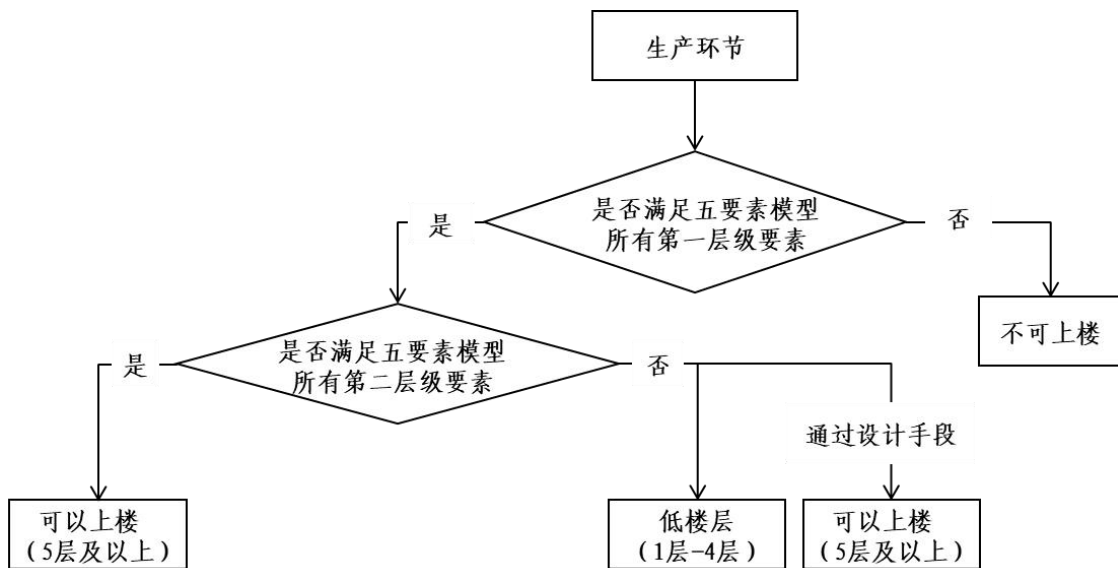 生产环节
是否满足五要素模型
所有第一层级要素
是
否
不可上楼
是否满足五要素模型
所有第二层级要素
是
否
通过设计手段
可以上楼
（5层及以上）
低楼层
（1层-4层）
可以上楼
（5层及以上）